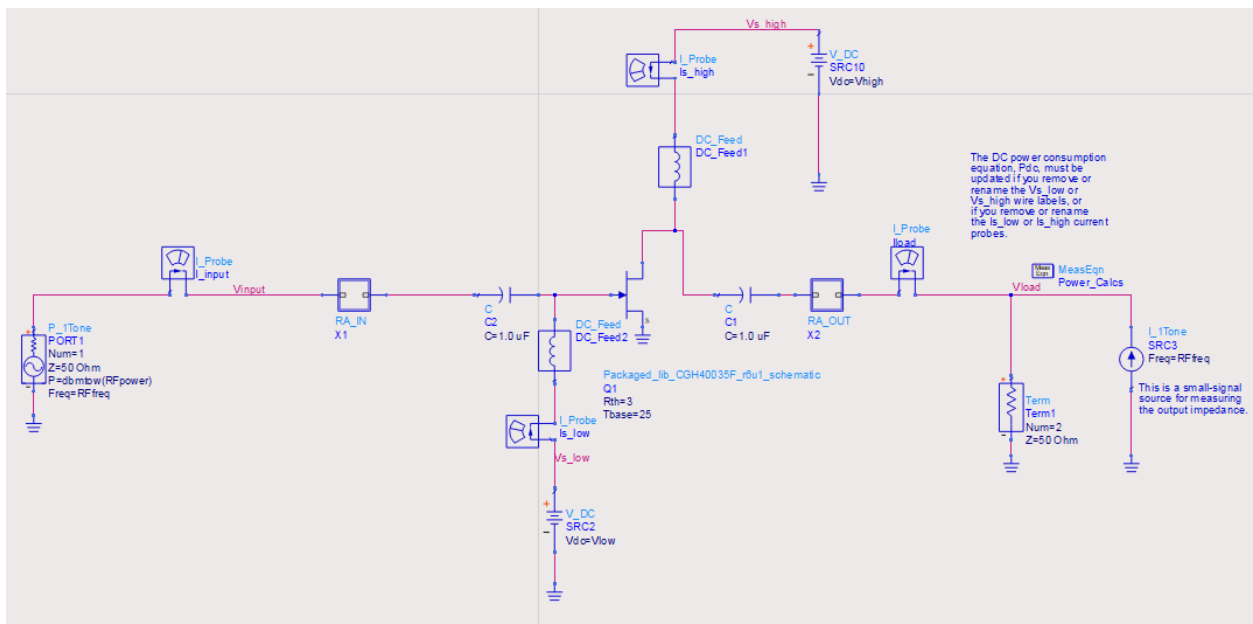 Vs_high
I_Probe
Is_high
V_DC
SRC10
Vdc=Vhigh
DC_Feed
DC_Feed1
The DC power consumption
equation, Pdc, must be
updated if you remove or
rename the Vs_low or
Vs_high wire labels, or
if you remove or rename
the Is_low or Is_high current
probes.
I_Probe
I_input
Vinput
RA_IN
X1
C
C2
C=1.0 uF
s
C
C1
C=1.0 uF
RA_OUT
X2
I_Probe
Iload
Vload
Meas
Eqn
MeasEqn
Power_Calcs
P_1Tone
PORT1
Num=1
Z=50 Ohm
P=dbmtow(RFpower)
Freq=RFfreq
DC_Feed
DC_Feed2
Packaged_lib_CGH40035F_r6u1_schematic
Q1
Rth=3
Tbase=25
I_Probe
Is_low
Vs_low
V_DC
SRC2
Vdc=Vlow
Term
Term1
Num=2
Z=50 Ohm
I_1Tone
SRC3
Freq=RFfreq
This is a small-signal
source for measuring
the output impedance.